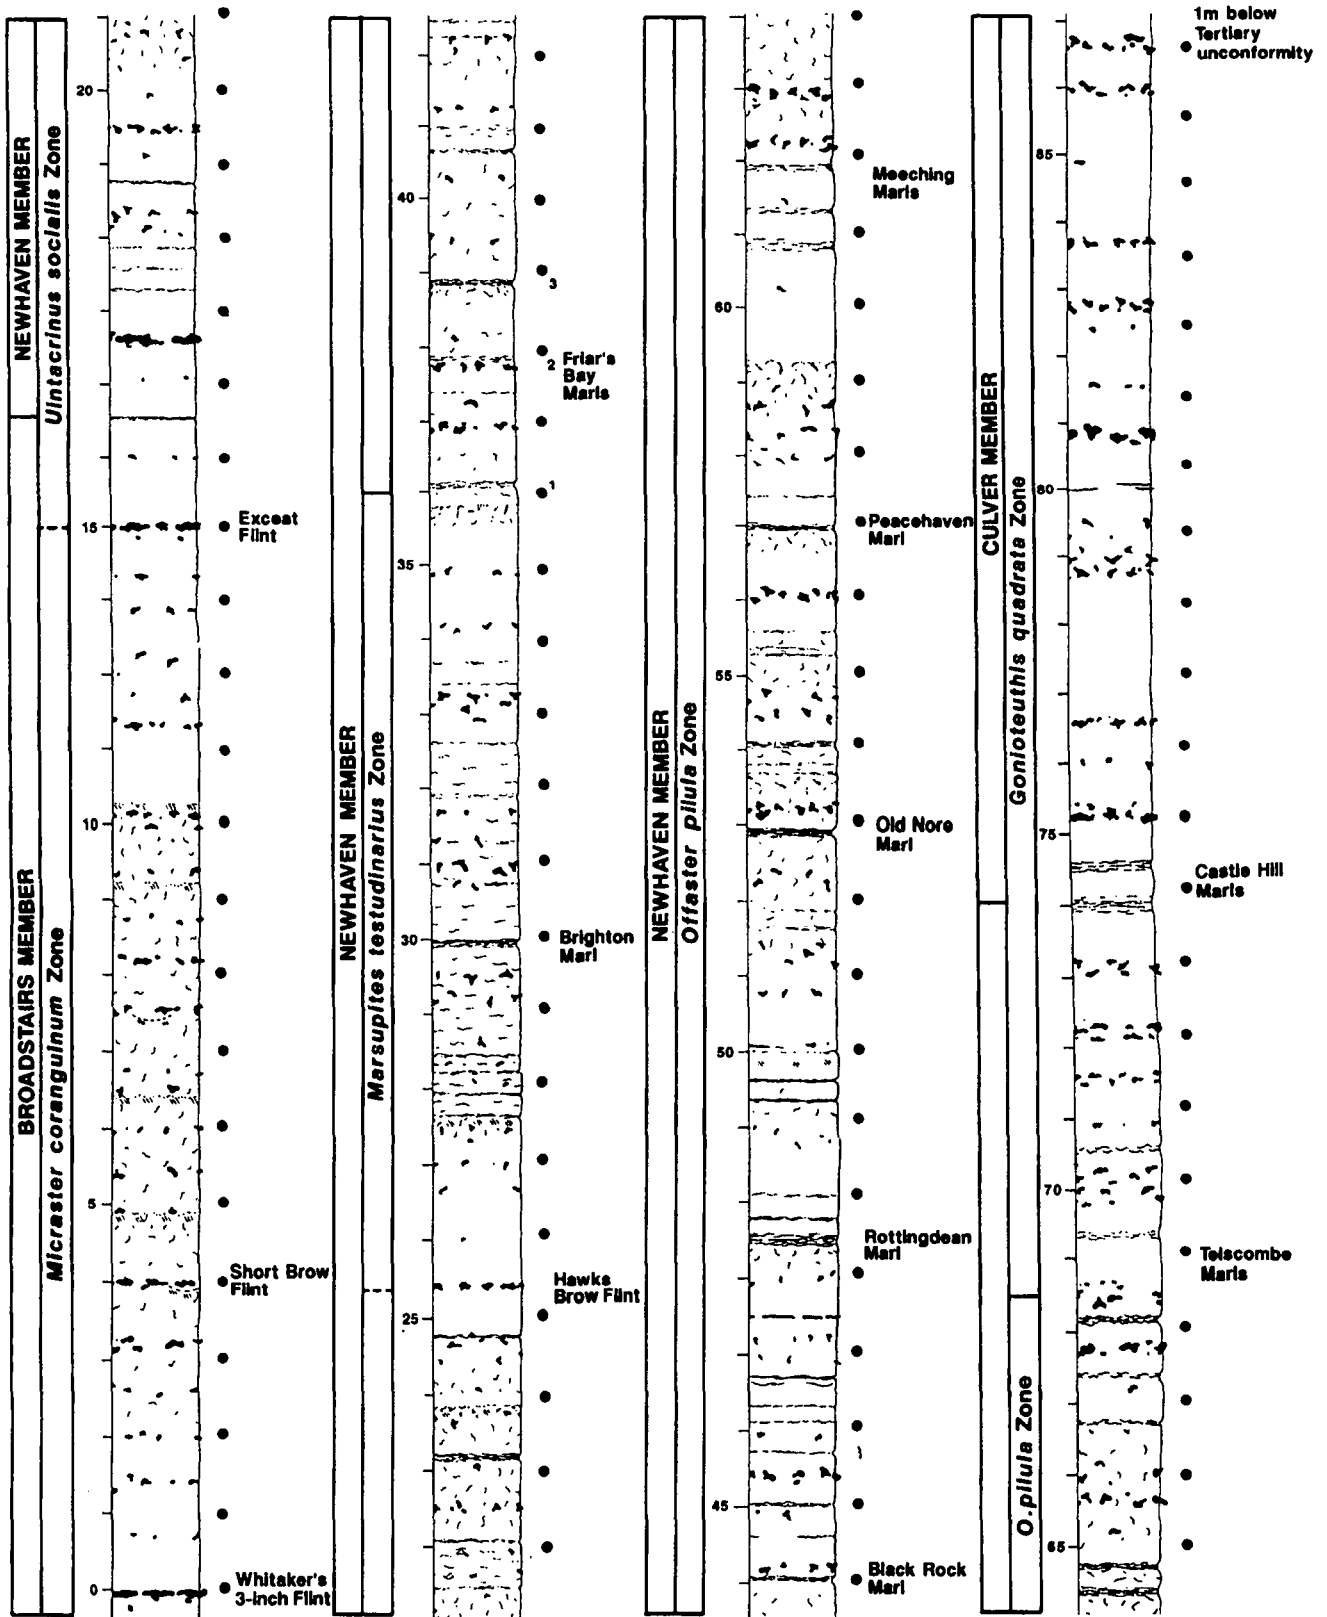 NEWHAVEN MEMBER
Uintacrinus socialis Zone
BROADSTAIRS MEMBER
Micraster coranguinum Zone
20
15
10
5
0
Exceat
Flint
Short Brow
Flint
Whitaker's
3-inch Flint
NEWHAVEN MEMBER
Marsupites testudinarius Zone
40
35
30
25
3
2
1
Friar's
Bay
Marls
Brighton
Marl
Hawks
Brow Flint
NEWHAVEN MEMBER
Offaster pilula Zone
60
55
50
45
Meeching
Marls
Peacehaven
Marl
Old Nore
Marl
Rottingdean
Marl
Black Rock
Marl
CULVER MEMBER
Gonioteuthis quadrata Zone
O. pilula Zone
85
80
75
70
65
1m below
Tertiary
unconformity
Castle Hill
Marls
Telscombe
Marls